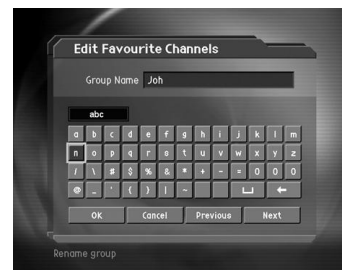 Edit Favourite Channels
Group Name Joh
abc
a b c d e f g h i j k l m
n o p q r s t u v w x y z
/ \ # $ % & * + - = 0 0 0
@ _ ' ( ) | ~
OK Cancel Previous Next
Rename group